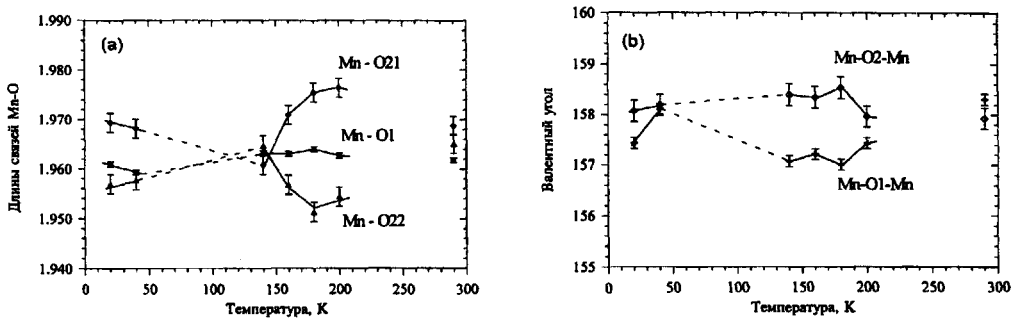 (a)
Длины связей Mn-O
1.990
1.980
1.970
1.960
1.950
1.940
Mn - O21
Mn - O1
Mn - O22
0 50 100 150 200 250 300
Температура, К
(b)
Валентный угол
160
159
158
157
156
155
Mn-O2-Mn
Mn-O1-Mn
0 50 100 150 200 250 300
Температура, К